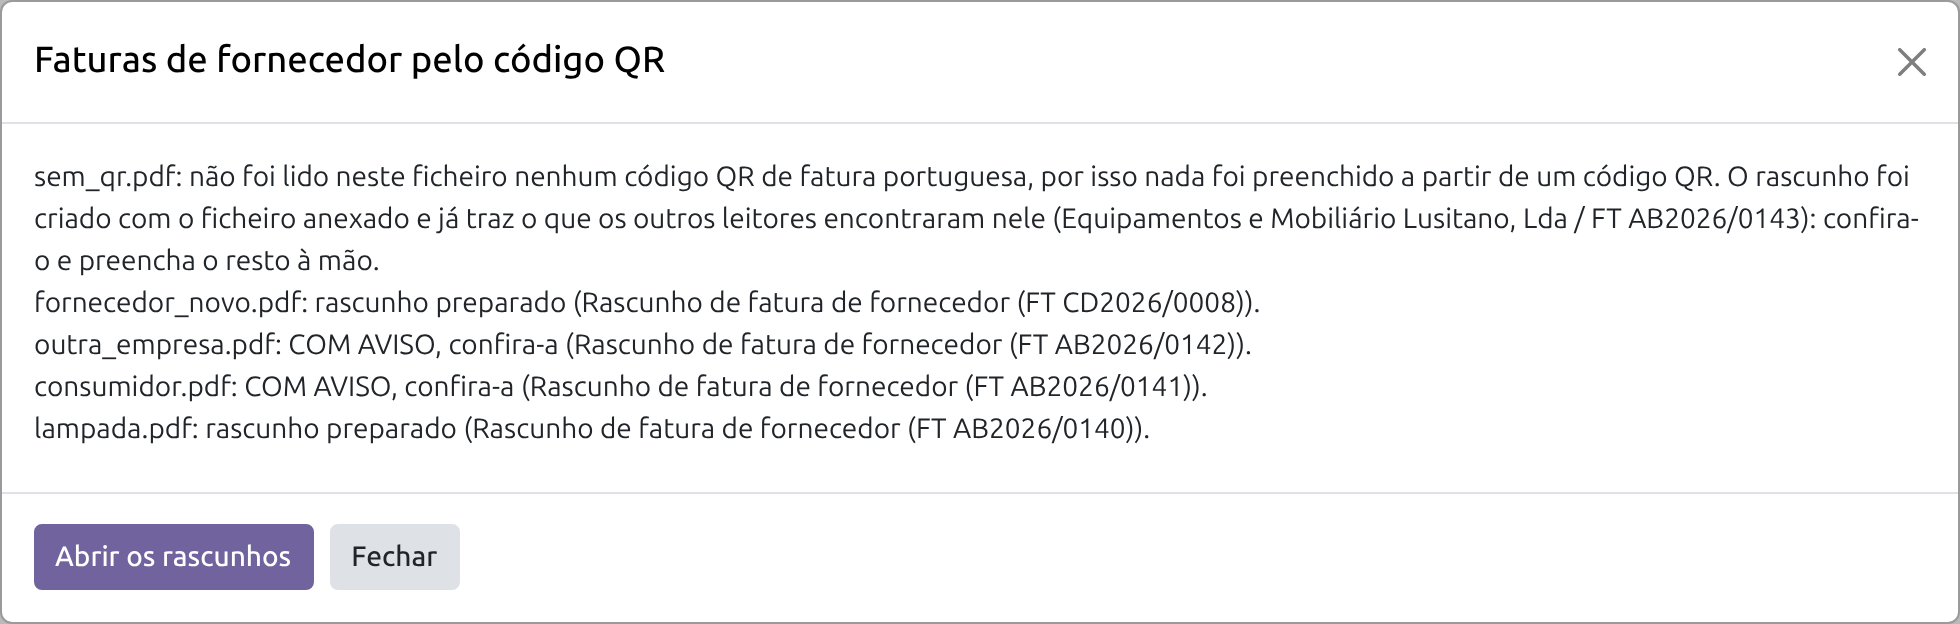 Faturas de fornecedor pelo código QR
sem_qr.pdf: não foi lido neste ficheiro nenhum código QR de fatura portuguesa, por isso nada foi preenchido a partir de um código QR. O rascunho foi
criado com o ficheiro anexado e já traz o que os outros leitores encontraram nele (Equipamentos e Mobiliário Lusitano, Lda / FT AB2026/0143): confira-
o e preencha o resto à mão.
fornecedor_novo.pdf: rascunho preparado (Rascunho de fatura de fornecedor (FT CD2026/0008)).
outra_empresa.pdf: COM AVISO, confira-a (Rascunho de fatura de fornecedor (FT AB2026/0142)).
consumidor.pdf: COM AVISO, confira-a (Rascunho de fatura de fornecedor (FT AB2026/0141)).
lampada.pdf: rascunho preparado (Rascunho de fatura de fornecedor (FT AB2026/0140)).
Abrir os rascunhos
Fechar